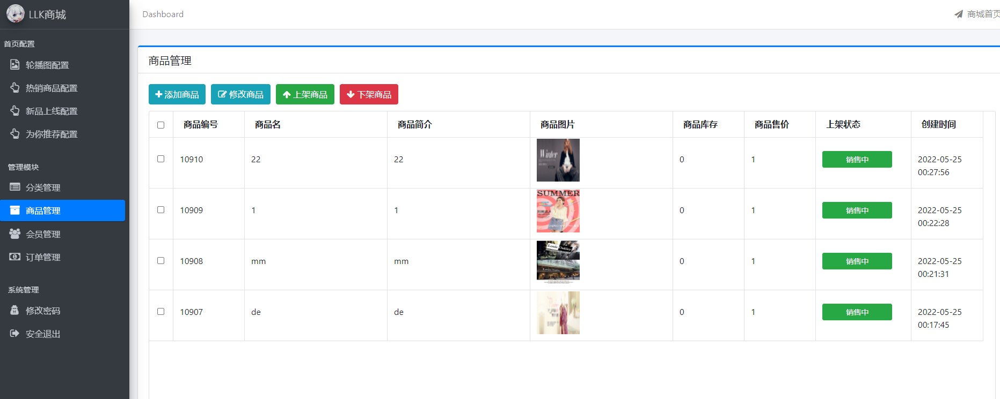 LLK商城
Dashboard
商城首页
首页配置
轮播图配置
热销商品配置
新品上线配置
为你推荐配置
管理模块
分类管理
商品管理
会员管理
订单管理
系统管理
修改密码
安全退出
商品管理
添加商品 修改商品 上架商品 下架商品
商品编号 商品名 商品简介 商品图片 商品库存 商品售价 上架状态 创建时间
10910 22 22 Winter 0 1 销售中 2022-05-25
00:27:56
SUMMER
10909 1 1 0 1 销售中 2022-05-25
00:22:28
10908 mm mm 0 1 销售中 2022-05-25
00:21:31
10907 de de 0 1 销售中 2022-05-25
00:17:45